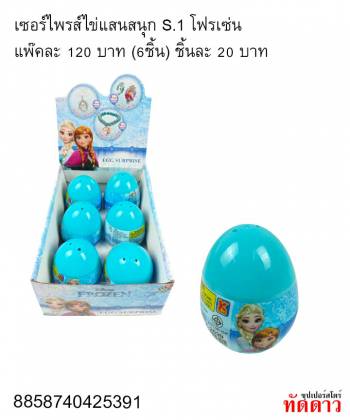 เซอร์ไพรส์ไข่แสนสนุก S.1 โฟรเซ่น
แพ๊คละ 120 บาท (6ชิ้น) ชิ้นละ 20 บาท
EGG SURPRISE
FROZEN
EGG SURPRISE
8858740425391
ซุปเปอร์สโตร์
ทัดดาว